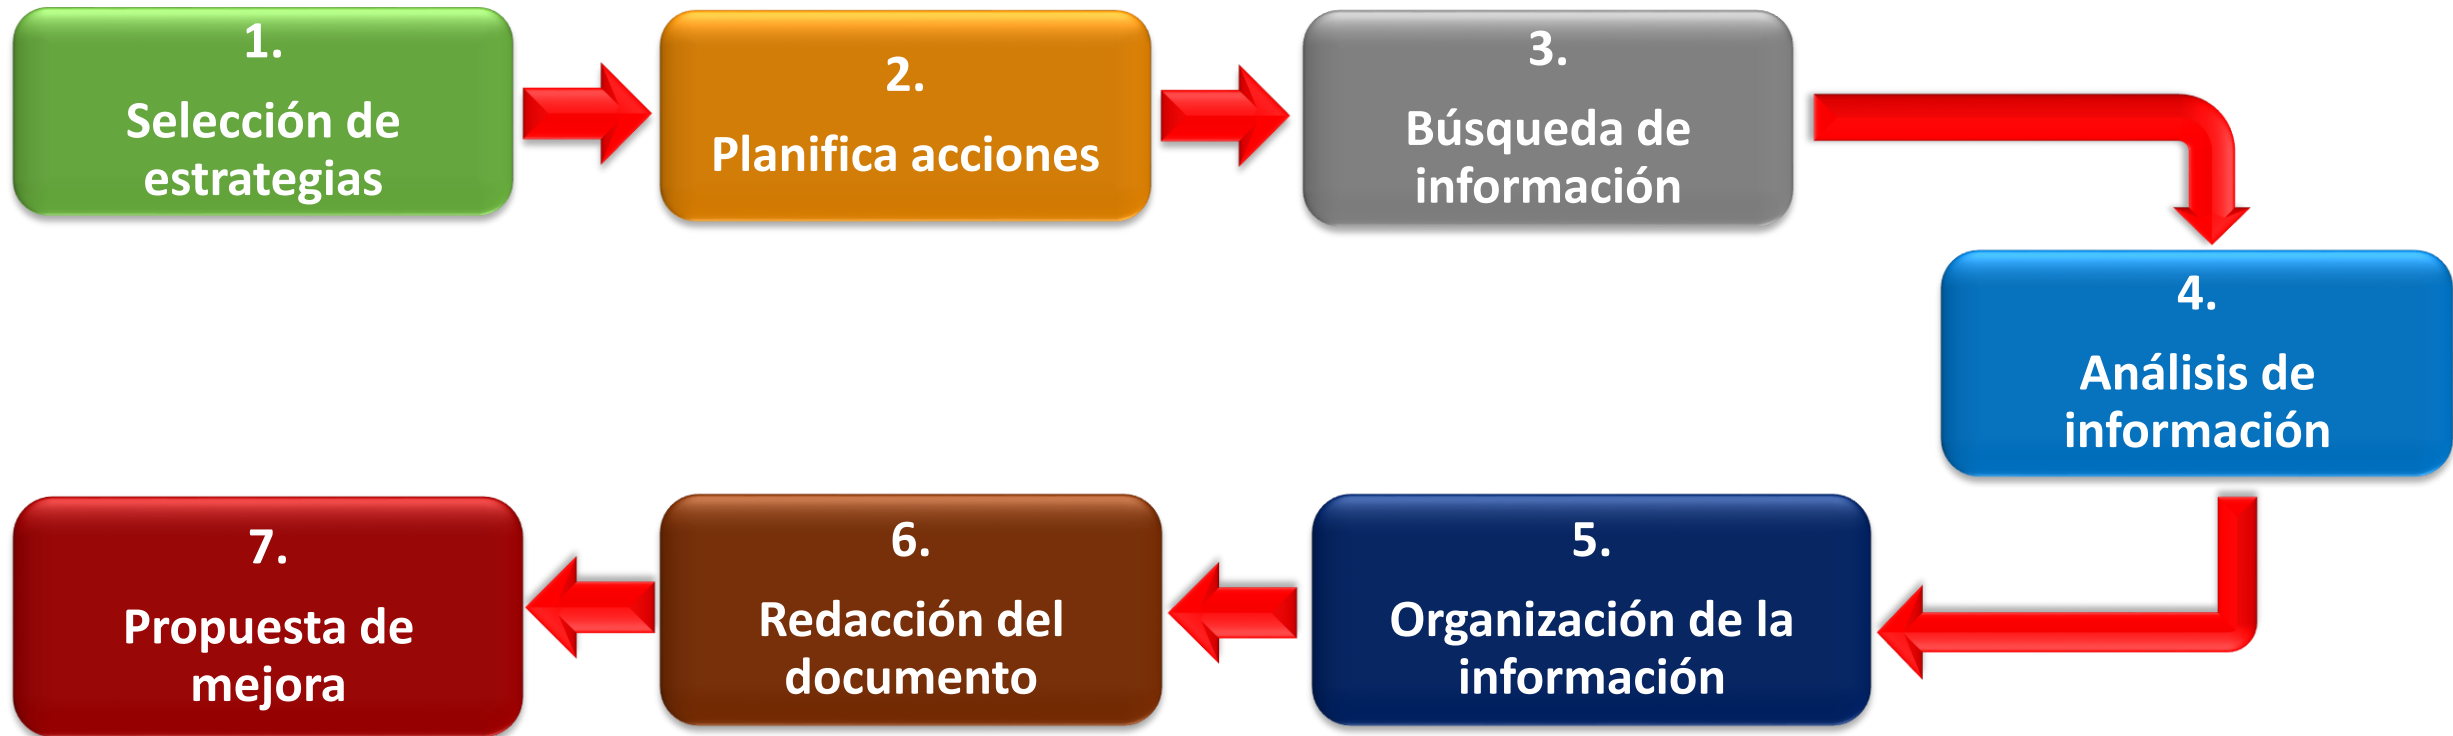 1.
Selección de
estrategias
2.
Planifica acciones
3.
Búsqueda de
información
4.
Análisis de
información
5.
Organización de la
información
6.
Redacción del
documento
7.
Propuesta de
mejora